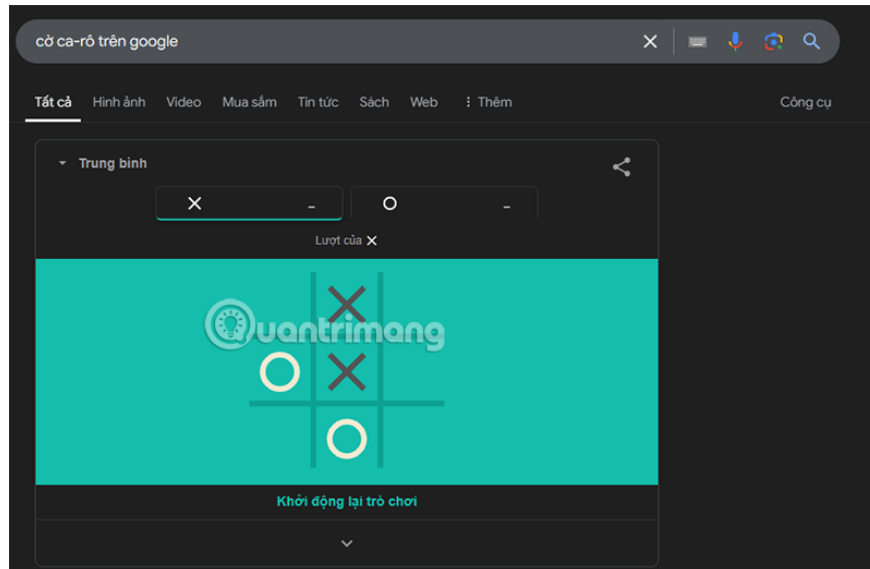 cờ ca-rô trên google
Tất cả Hình ảnh Video Mua sắm Tin tức Sách Web Thêm Công cụ
Trung bình
X - O -
Lượt của X
Quantrimang
Khởi động lại trò chơi